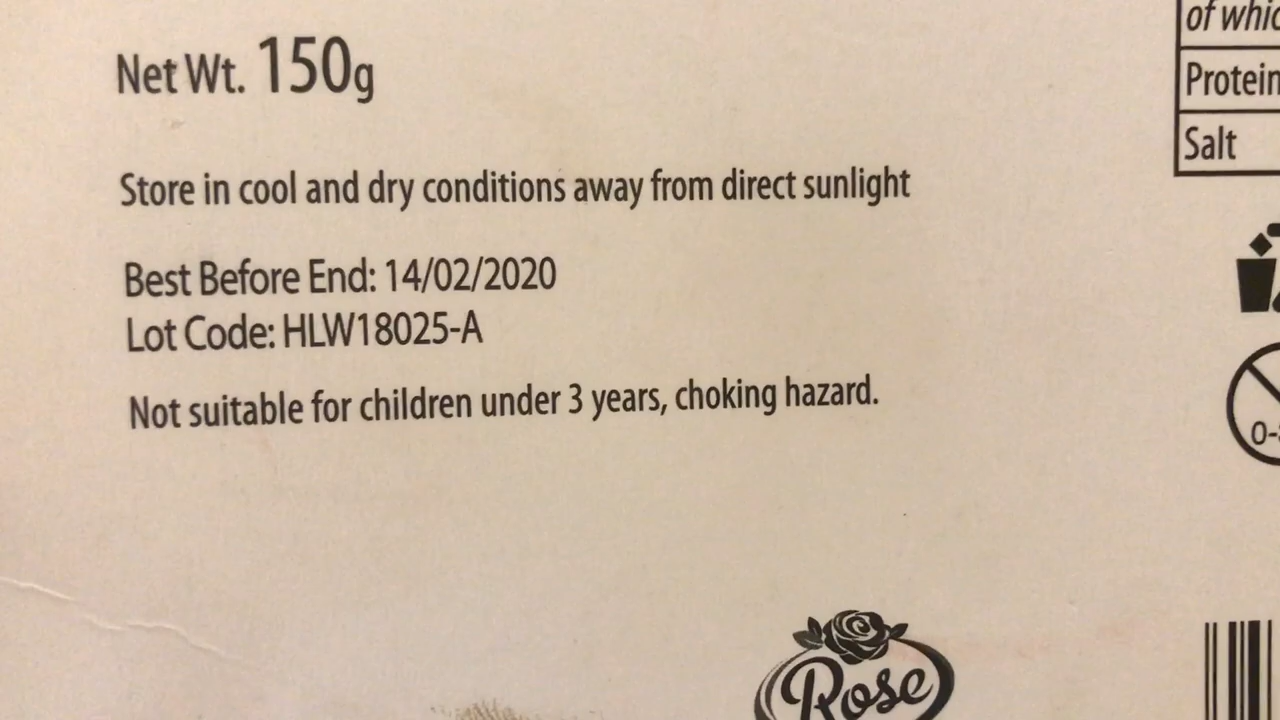 Net Wt. 150g
Store in cool and dry conditions away from direct sunlight
Best Before End: 14/02/2020
Lot Code: HLW18025-A
Not suitable for children under 3 years, choking hazard.
of
Protein
Salt
Rose